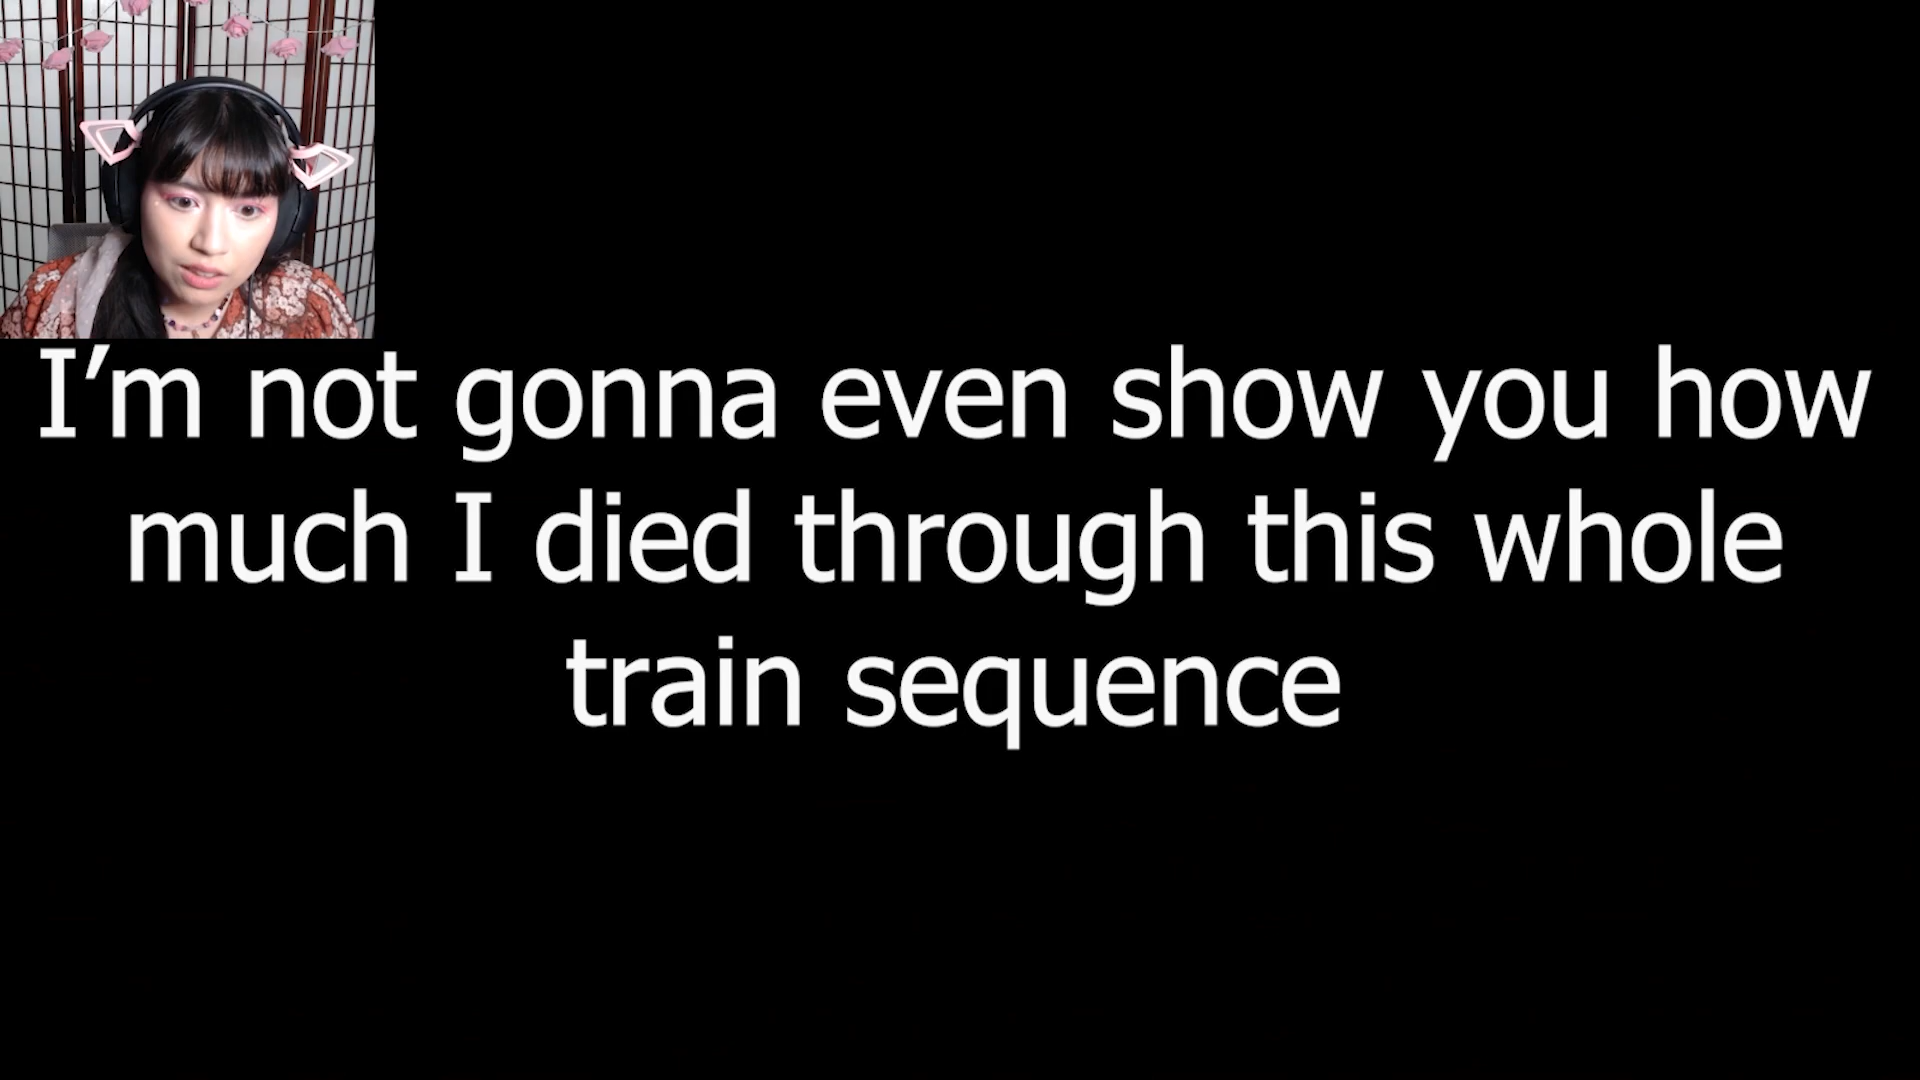 I’m not gonna even show you how
much I died through this whole
train sequence